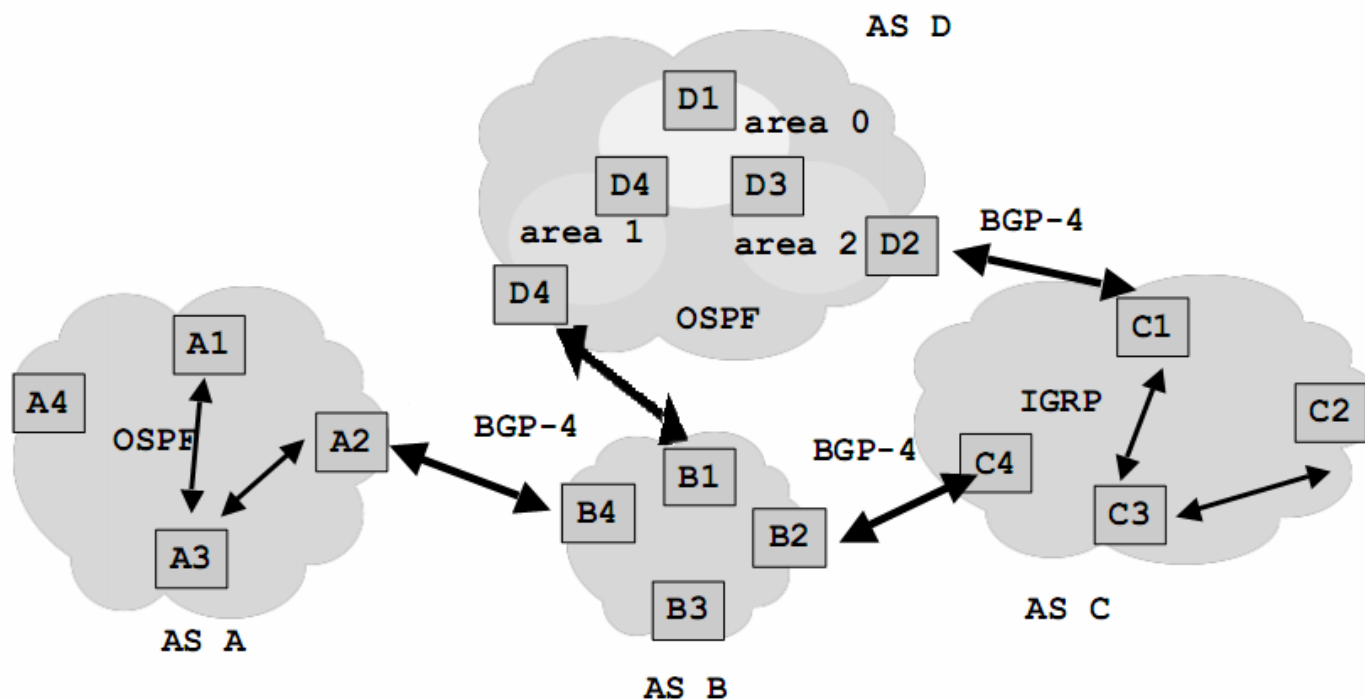 AS D
D1
area 0
D4
D3
area 1
area 2
D2
BGP-4
D4
OSPF
C1
A1
A4
OSPF
A2
BGP-4
IGRP
C2
BGP-4
C4
B1
B4
B2
C3
A3
B3
AS C
AS A
AS B